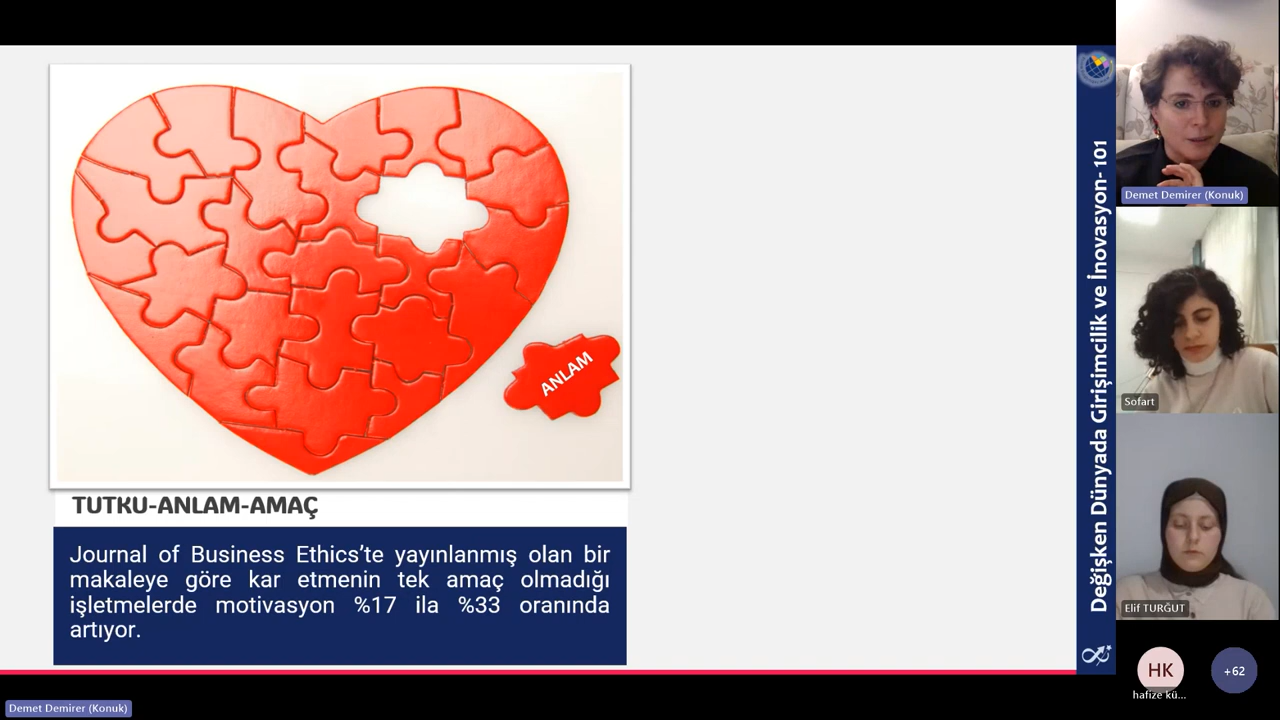 ANLAM
TUTKU-ANLAM-AMAÇ
Journal of Business Ethics’te yayınlanmış olan bir
makaleye göre kar etmenin tek amaç olmadığı
işletmelerde motivasyon %17 ila %33 oranında
artıyor.
Değişken Dünyada Girişimcilik ve İnovasyon- 101
Demet Demirer (Konuk)
Sofart
Elif TURĞUT
HK
hafize kü...
+62
Demet Demirer (Konuk)